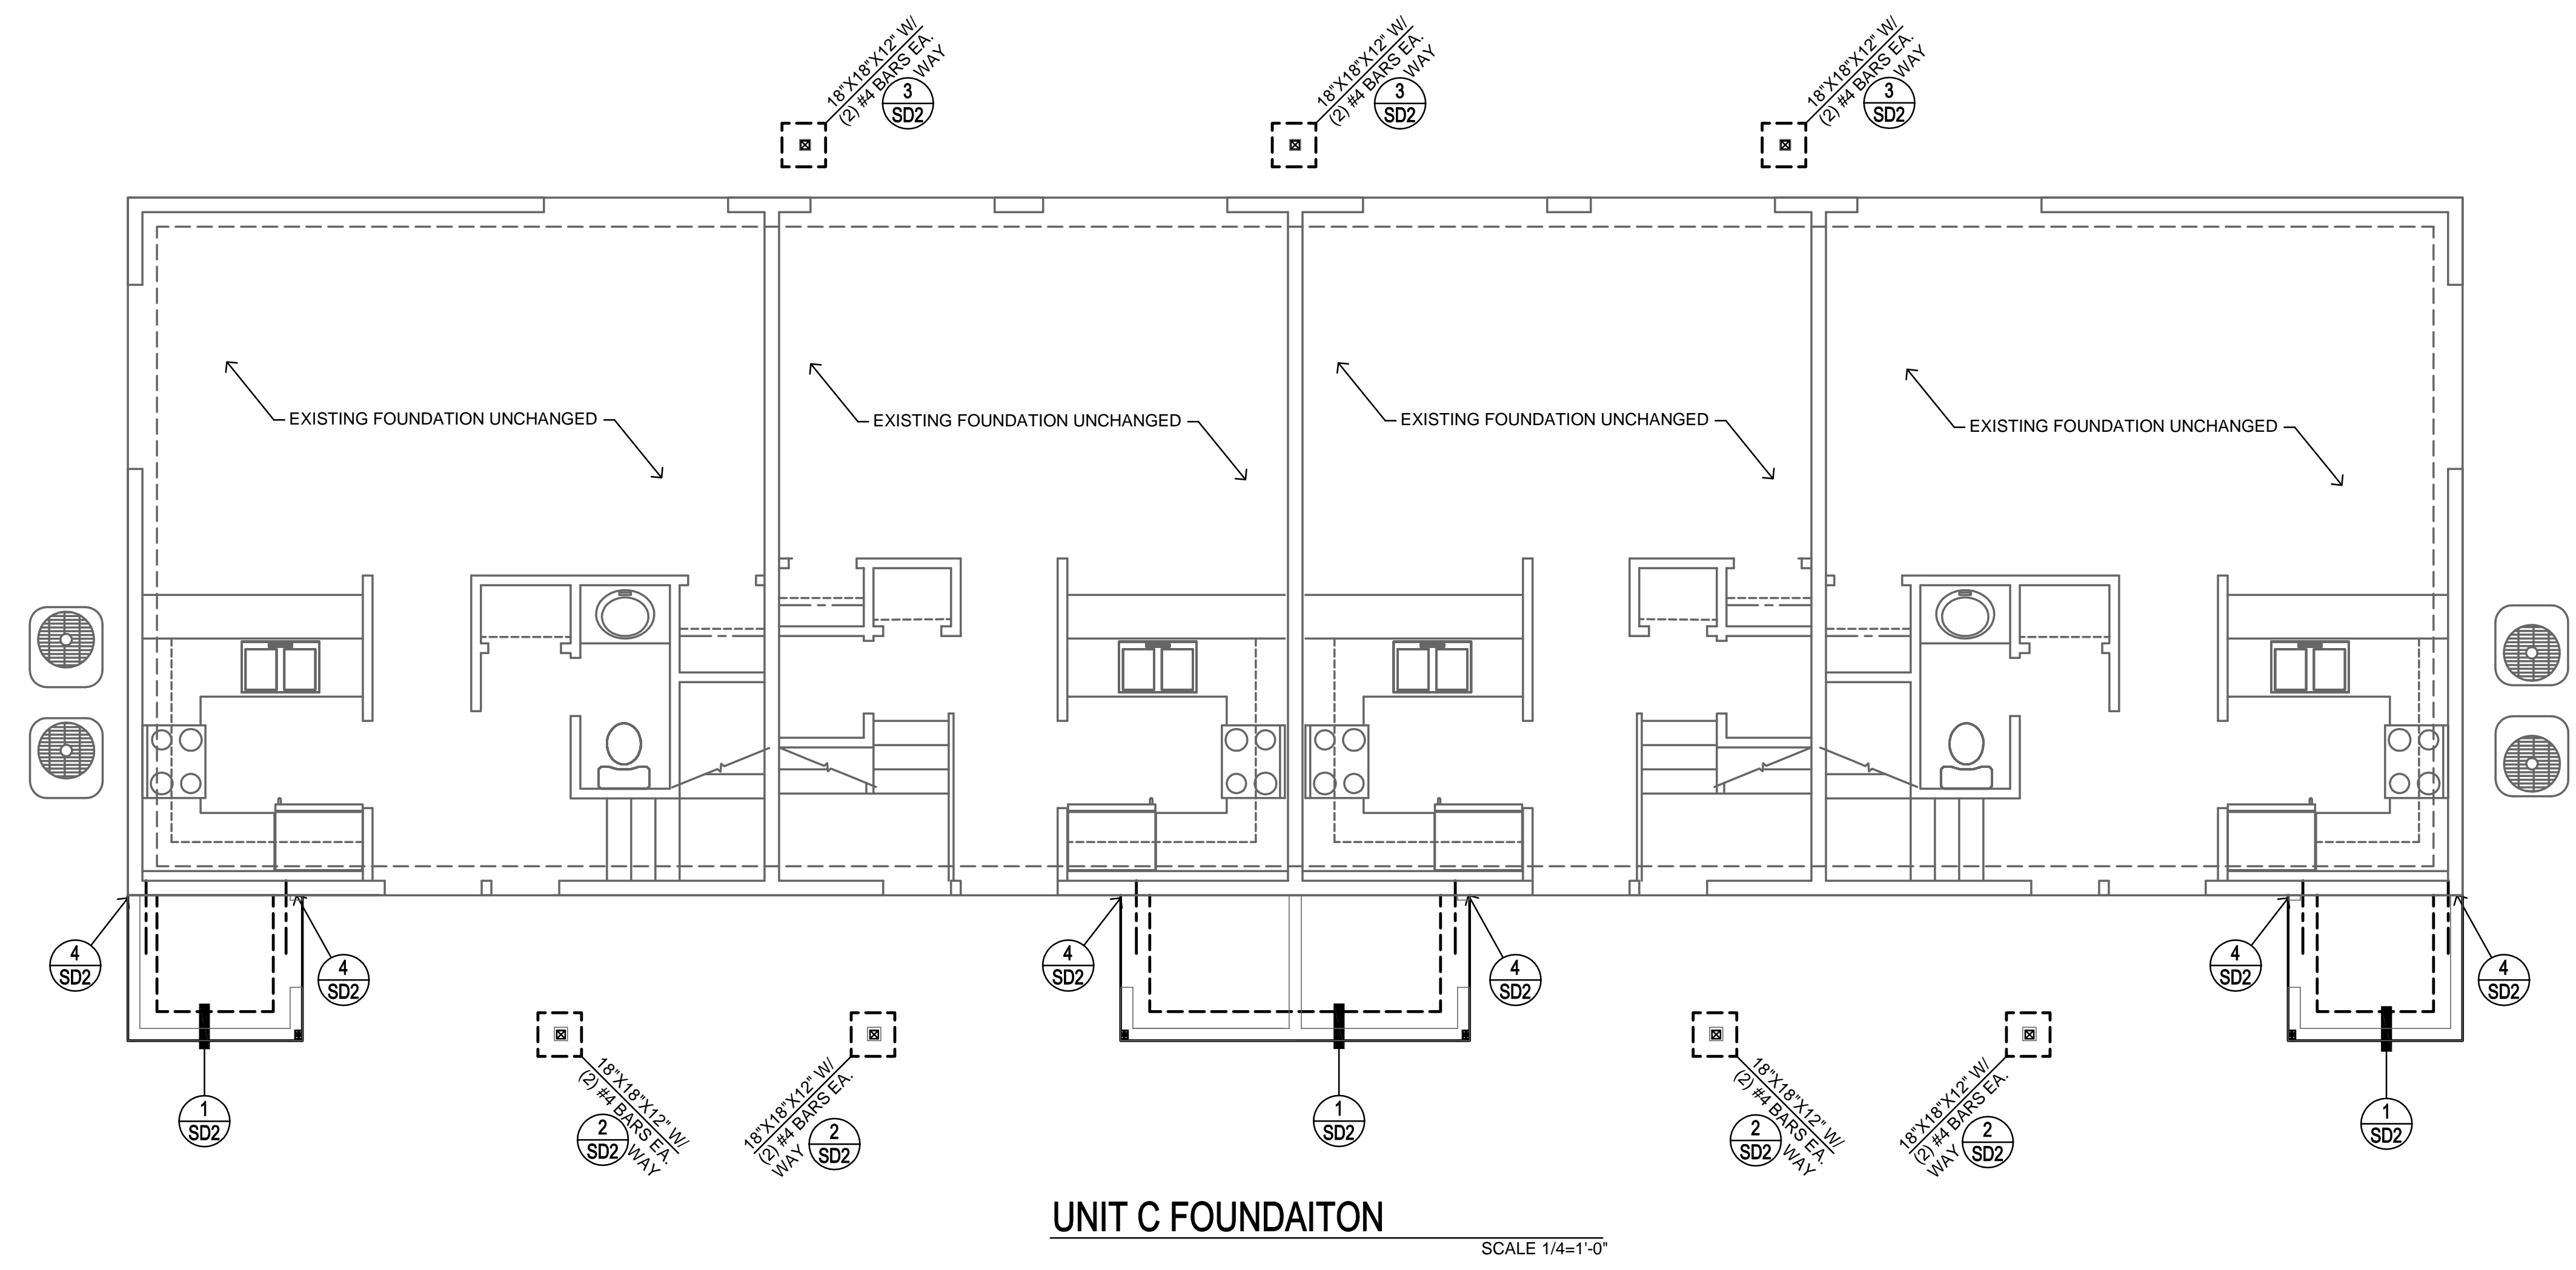 18"X18"X12" W/
(2) #4 BARS EA.
WAY
3
SD2
18"X18"X12" W/
(2) #4 BARS EA.
WAY
3
SD2
18"X18"X12" W/
(2) #4 BARS EA.
WAY
3
SD2
EXISTING FOUNDATION UNCHANGED
EXISTING FOUNDATION UNCHANGED
EXISTING FOUNDATION UNCHANGED
EXISTING FOUNDATION UNCHANGED
4
SD2
4
SD2
4
SD2
4
SD2
4
SD2
4
SD2
1
SD2
18"X18"X12" W/
(2) #4 BARS EA.
WAY
2
SD2
18"X18"X12" W/
(2) #4 BARS EA.
WAY
2
SD2
1
SD2
18"X18"X12" W/
(2) #4 BARS EA.
WAY
2
SD2
18"X18"X12" W/
(2) #4 BARS EA.
WAY
2
SD2
1
SD2
UNIT C FOUNDAITON
SCALE 1/4=1'-0"